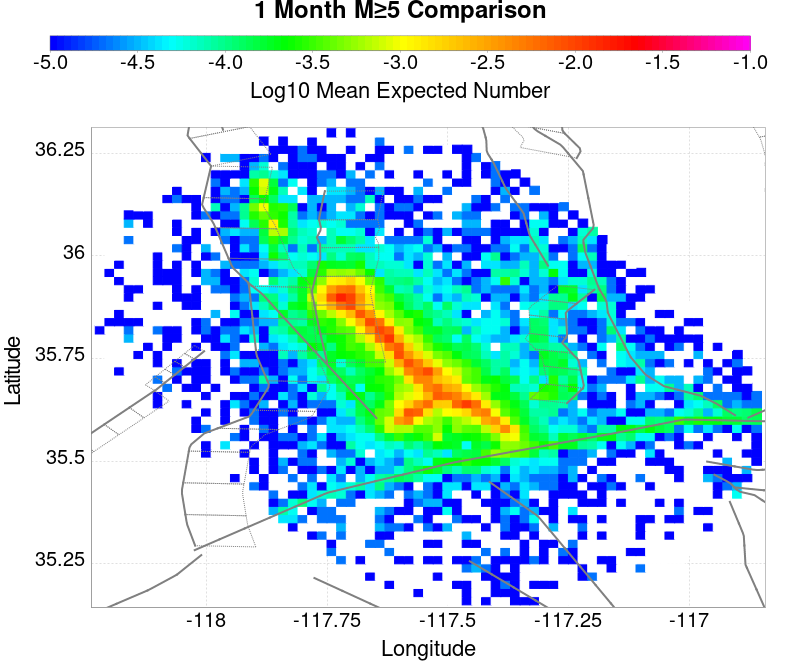 1 Month M≥5 Comparison
-5.0 -4.5 -4.0 -3.5 -3.0 -2.5 -2.0 -1.5 -1.0
Log10 Mean Expected Number
36.25
36
35.75
35.5
35.25
Latitude
-118 -117.75 -117.5 -117.25 -117
Longitude